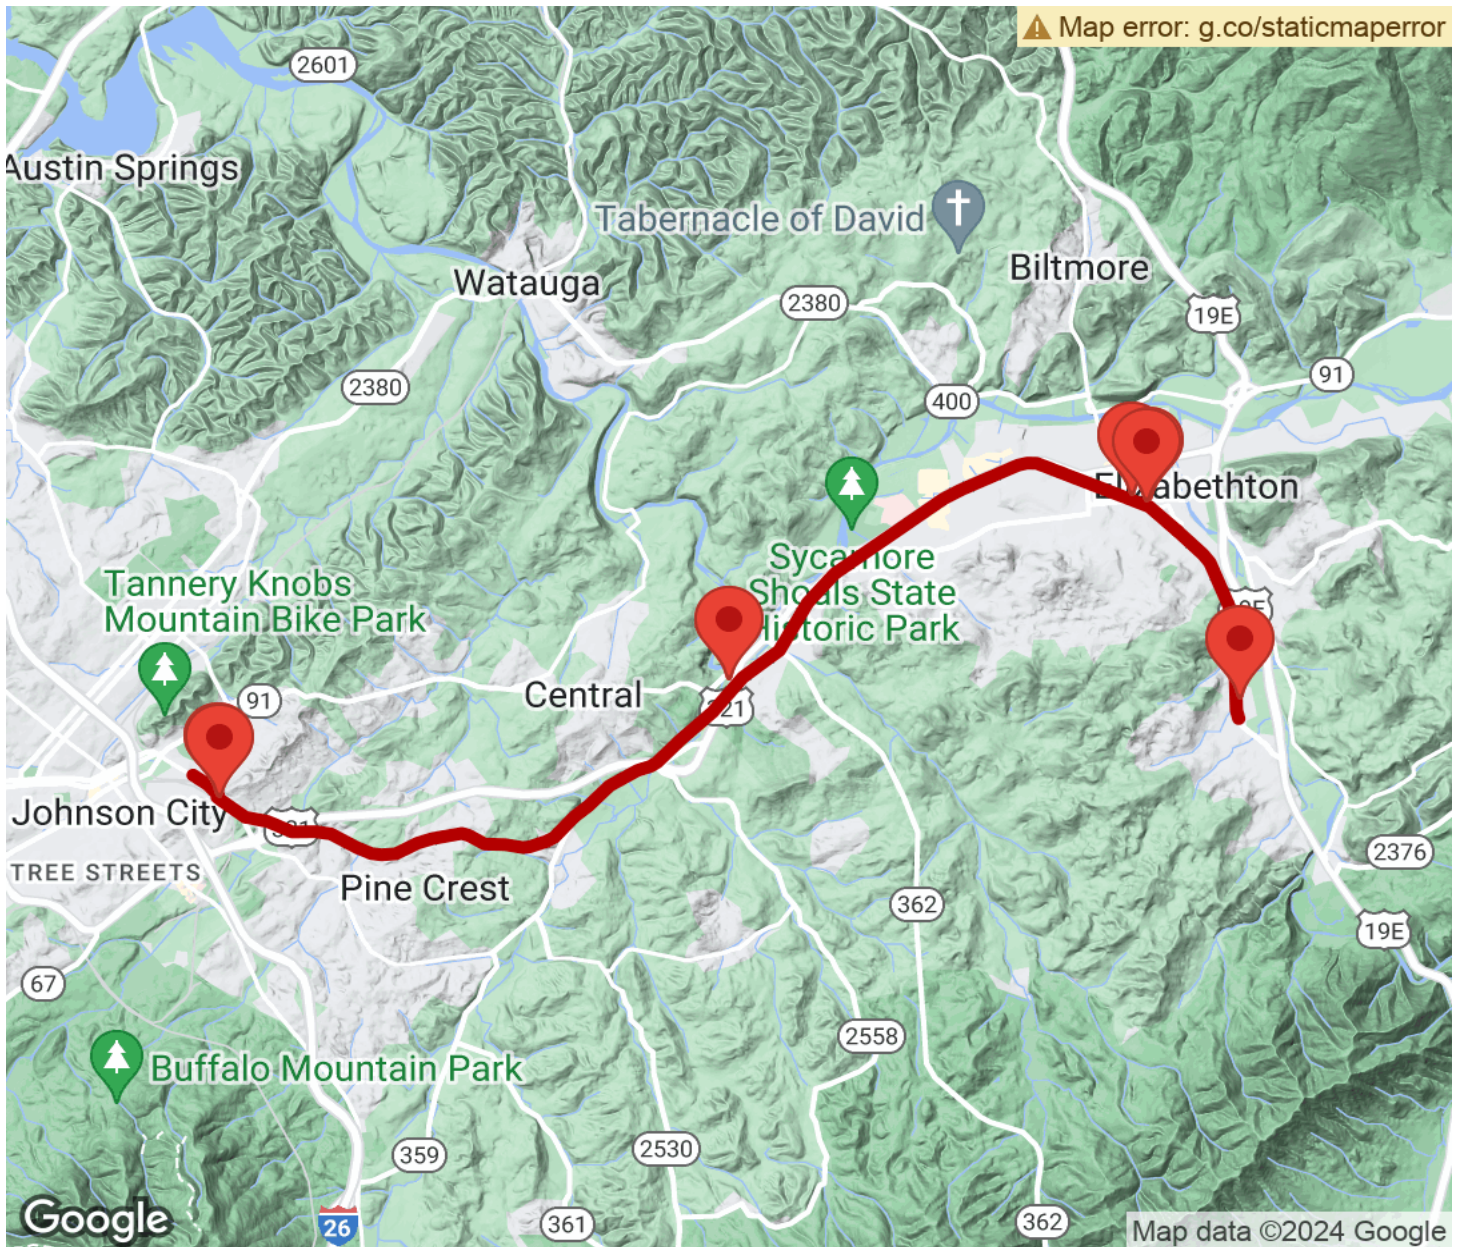 Map error: g.co/staticmaperror
2601
Austin Springs
Tabernacle of David
Watauga
Biltmore
2380
19E
2380
91
400
Elizabethton
Sycamore
Shoals State
Historic Park
Tannery Knobs
Mountain Bike Park
91
Central
Johnson City
TREE STREETS
Pine Crest
2376
362
19E
67
2558
Buffalo Mountain Park
359
2530
Google
26
361
362
Map data ©2024 Google